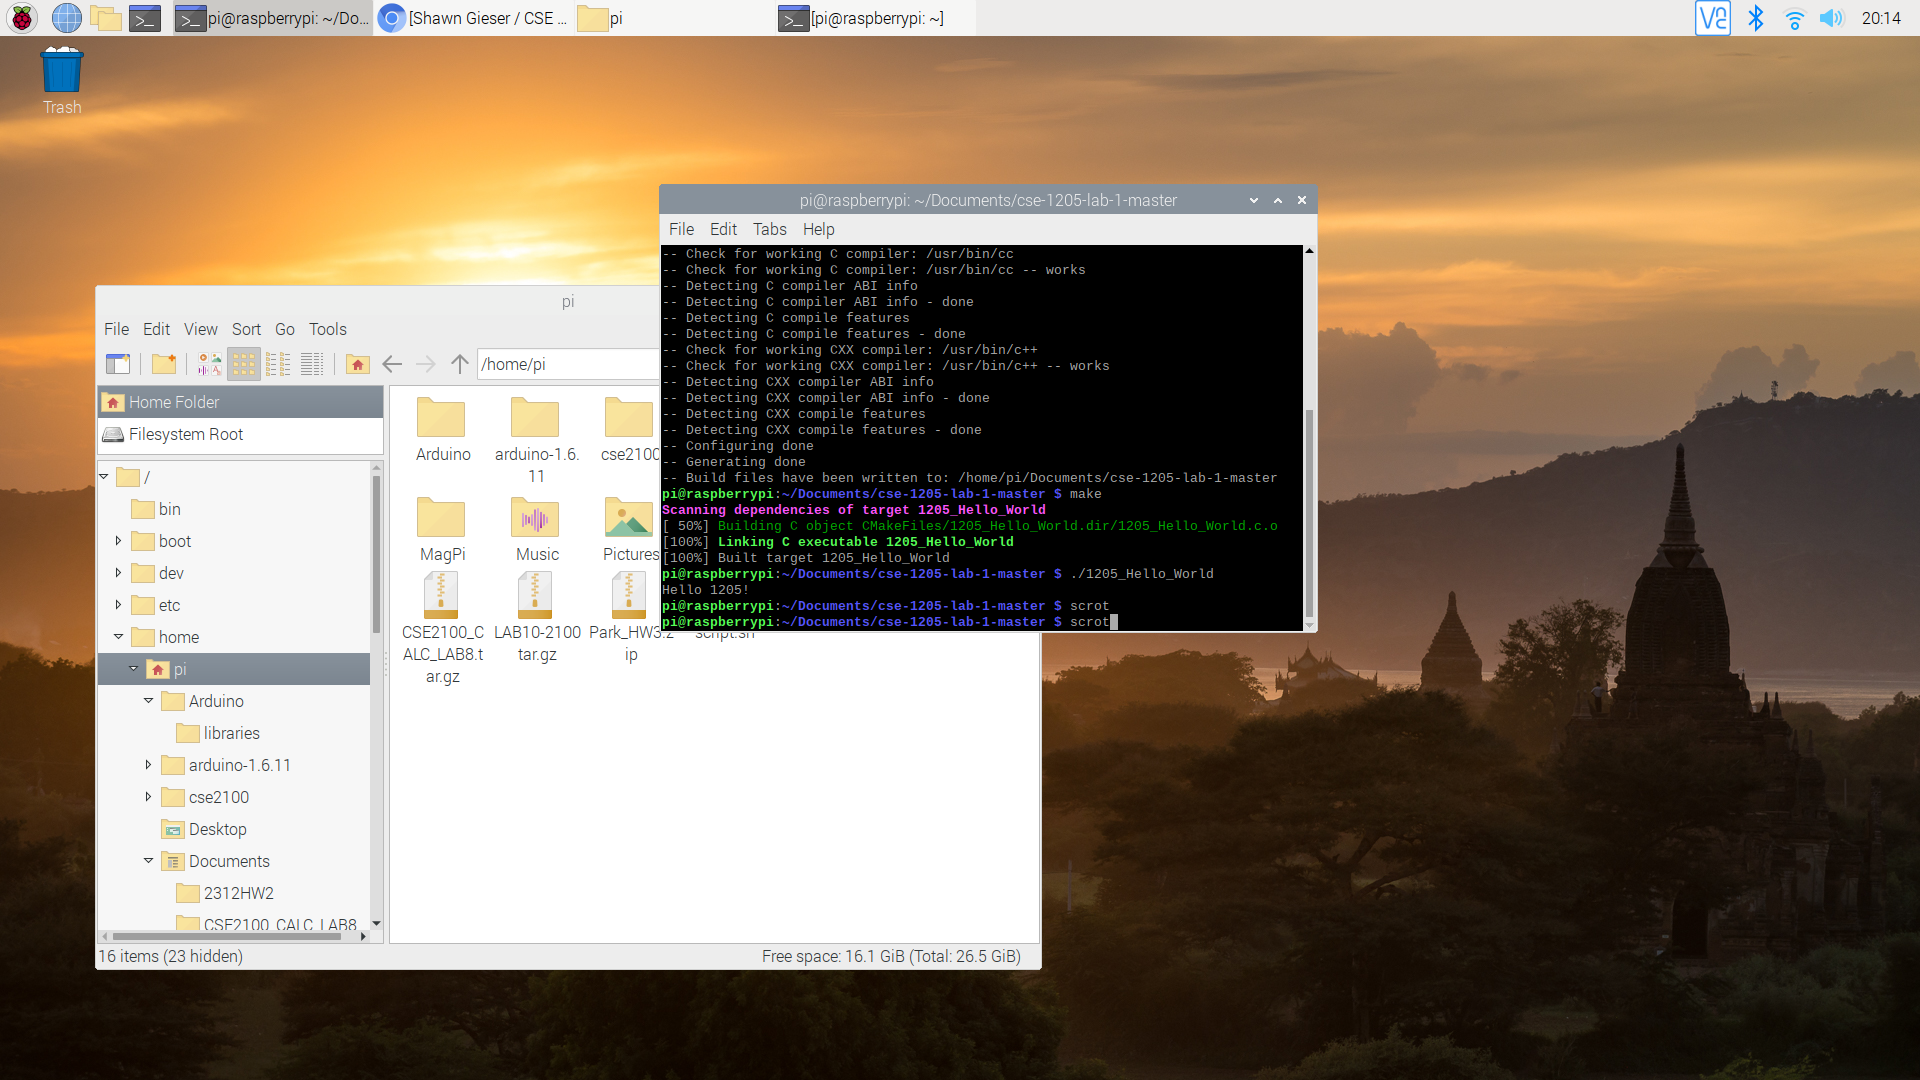 pi@raspberrypi: ~/Do...
[Shawn Gieser / CSE ...
pi
[pi@raspberrypi: ~]
20:14
Trash
pi@raspberrypi: ~/Documents/cse-1205-lab-1-master
File Edit Tabs Help
-- Check for working C compiler: /usr/bin/cc
-- Check for working C compiler: /usr/bin/cc -- works
-- Detecting C compiler ABI info
-- Detecting C compiler ABI info - done
-- Detecting C compile features
-- Detecting C compile features - done
-- Check for working CXX compiler: /usr/bin/c++
-- Check for working CXX compiler: /usr/bin/c++ -- works
-- Detecting CXX compiler ABI info
-- Detecting CXX compiler ABI info - done
-- Detecting CXX compile features
-- Detecting CXX compile features - done
-- Configuring done
-- Generating done
-- Build files have been written to: /home/pi/Documents/cse-1205-lab-1-master
pi@raspberrypi:~/Documents/cse-1205-lab-1-master $ make
Scanning dependencies of target 1205_Hello_World
[ 50%] Building C object CMakeFiles/1205_Hello_World.dir/1205_Hello_World.c.o
[100%] Linking C executable 1205_Hello_World
[100%] Built target 1205_Hello_World
pi@raspberrypi:~/Documents/cse-1205-lab-1-master $ ./1205_Hello_World
Hello 1205!
pi@raspberrypi:~/Documents/cse-1205-lab-1-master $ scrot
pi@raspberrypi:~/Documents/cse-1205-lab-1-master $ scrot
pi
File Edit View Sort Go Tools
/home/pi
Home Folder
Filesystem Root
/
bin
boot
dev
etc
home
pi
Arduino
libraries
arduino-1.6.11
cse2100
Desktop
Documents
2312HW2
CSE2100_CALC_LAB8
Arduino
arduino-1.6.
11
cse2100
MagPi
Music
Pictures
CSE2100_C
ALC_LAB8.t
ar.gz
LAB10-2100
tar.gz
Park_HW3.z
ip
script.sh
16 items (23 hidden)
Free space: 16.1 GiB (Total: 26.5 GiB)